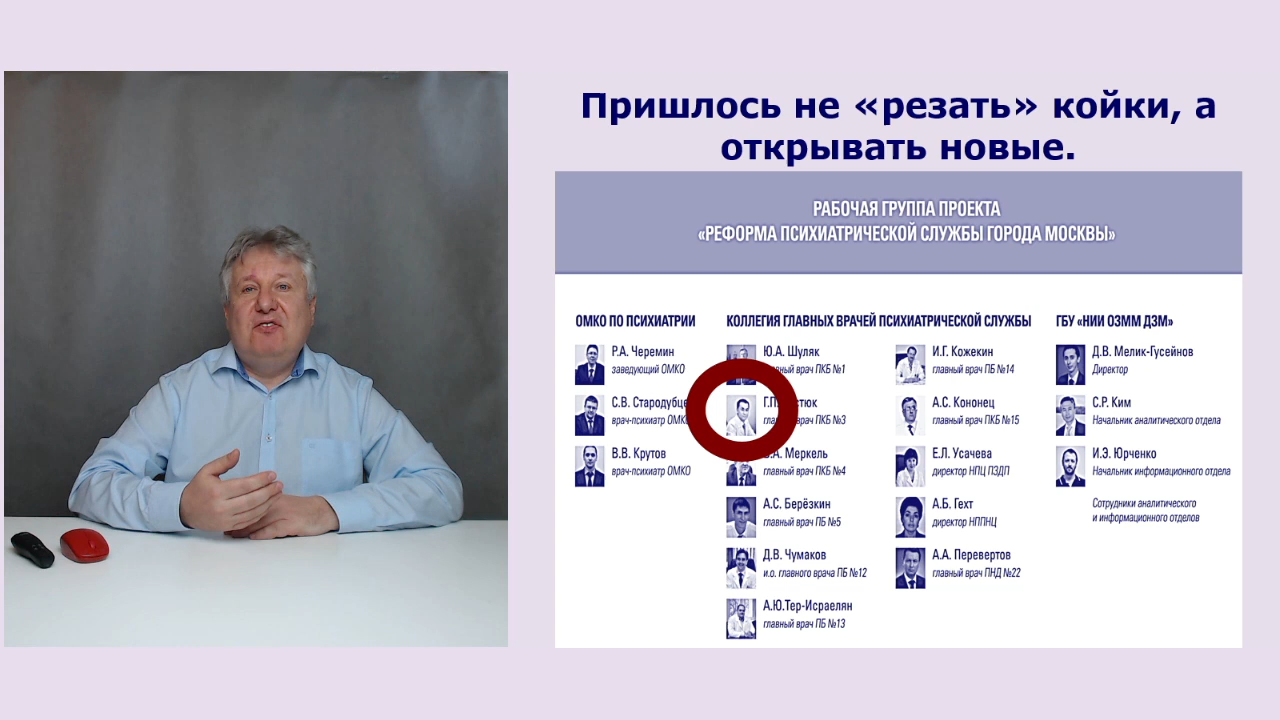 Пришлось не «резать» койки, а
открывать новые.
РАБОЧАЯ ГРУППА ПРОЕКТА
«РЕФОРМА ПСИХИАТРИЧЕСКОЙ СЛУЖБЫ ГОРОДА МОСКВЫ»
ОМКО ПО ПСИХИАТРИИ
Р.А. Черемин
заведующий ОМКО
С.В.
врач-психиатр
В.В. Крутов
врач-психиатр ОМКО
КОЛЛЕГИЯ ГЛАВНЫХ ВРАЧЕЙ ПСИХИАТРИЧЕСКОЙ СЛУЖБЫ
Ю.А. Шуляк
врач ПКБ №1
врач ПКБ №3
Меркель
главный врач ПКБ №4
А.С. Берёзкин
главный врач ПБ №5
Д.В. Чумаков
и.о. главного врача ПБ №12
А.Ю.Тер-Исраелян
главный врач ПБ №13
И.Г. Кожекин
главный врач ПБ №14
А.С. Кононец
главный врач ПКБ №15
Е.Л. Усачева
директор НПЦ ПЗДП
А.Б. Гехт
директор НППНЦ
А.А. Перевертов
главный врач ПНД №22
ГБУ «НИИ ОЗММ ДЗМ»
Д.В. Мелик-Гусейнов
Директор
С.Р. Ким
Начальник аналитического отдела
И.Э. Юрченко
Начальник информационного отдела
Сотрудники аналитического
и информационного отделов